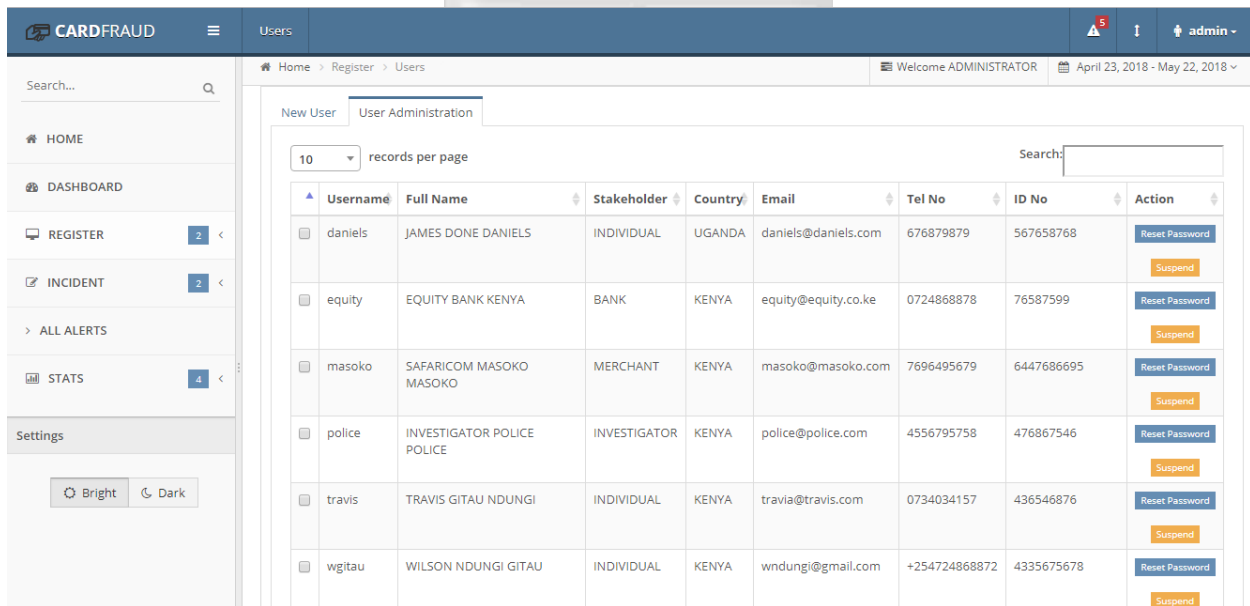 CARDFRAUD
Users
5
admin
Search...
Home > Register > Users
Welcome ADMINISTRATOR
April 23, 2018 - May 22, 2018
HOME
DASHBOARD
REGISTER 2
INCIDENT 2
ALL ALERTS
STATS 4
Settings
Bright Dark
New User User Administration
10 records per page Search:
Username Full Name Stakeholder Country Email Tel No ID No Action
daniels JAMES DONE DANIELS INDIVIDUAL UGANDA daniels@daniels.com 676879879 567658768 Reset Password
Suspend
equity EQUITY BANK KENYA BANK KENYA equity@equity.co.ke 0724868878 76587599 Reset Password
Suspend
masoko SAFARICOM MASOKO MERCHANT KENYA masoko@masoko.com 7696495679 6447686695 Reset Password
MASOKO
Suspend
police INVESTIGATOR POLICE INVESTIGATOR KENYA police@police.com 4556795758 476867546 Reset Password
POLICE
Suspend
travis TRAVIS GITAU NDUNGI INDIVIDUAL KENYA travia@travis.com 0734034157 436546876 Reset Password
Suspend
wgitau WILSON NDUNGI GITAU INDIVIDUAL KENYA wndungi@gmail.com +254724868872 4335675678 Reset Password
Suspend